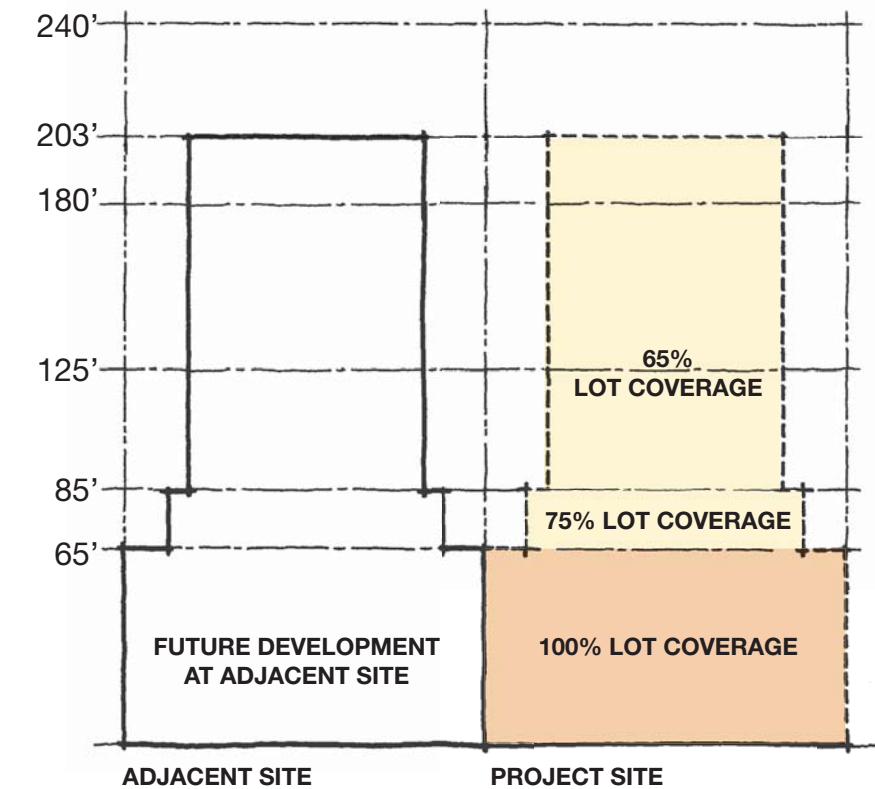 240’
203’
180’
125’
65%
LOT COVERAGE
85’
75% LOT COVERAGE
65’
FUTURE DEVELOPMENT
AT ADJACENT SITE
100% LOT COVERAGE
ADJACENT SITE
PROJECT SITE